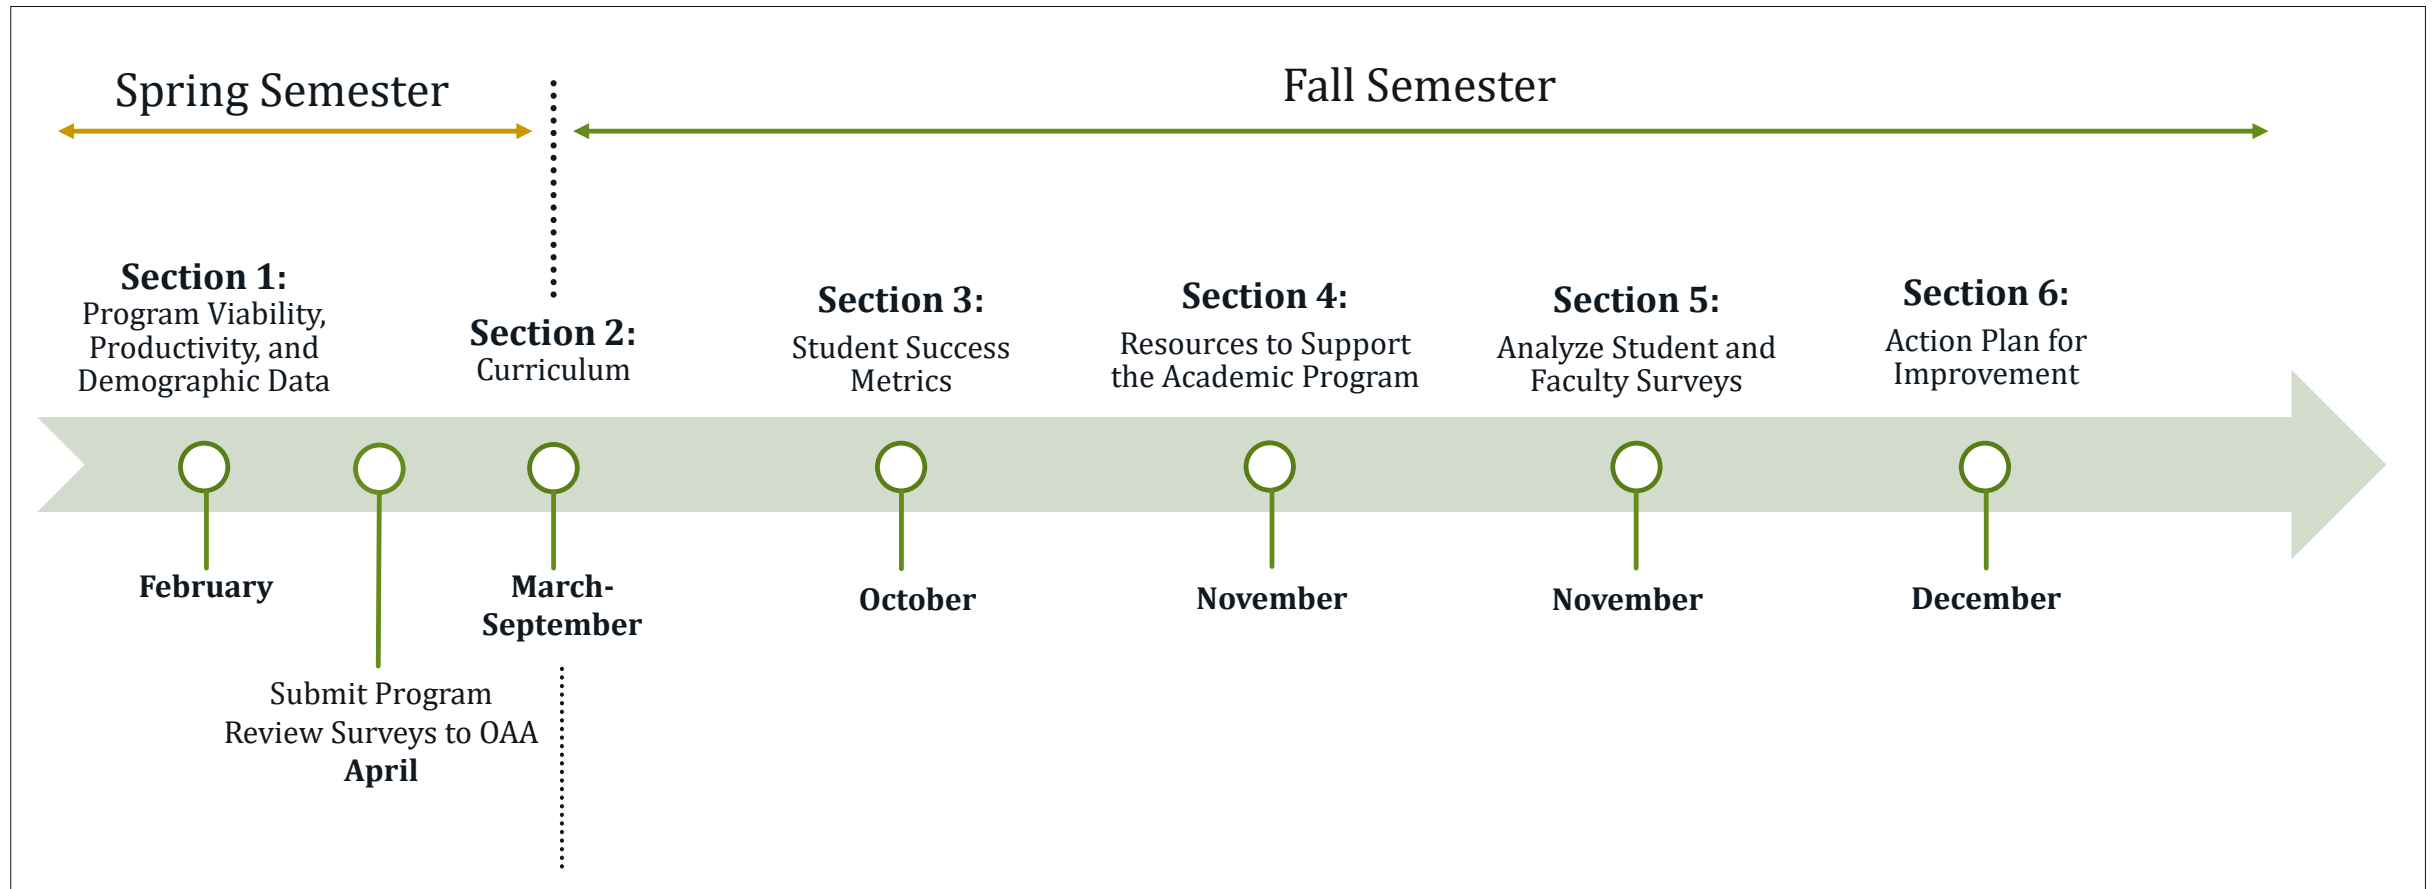 Spring Semester
Fall Semester
Section 1:
Program Viability,
Productivity, and
Demographic Data
Section 2:
Curriculum
Section 3:
Student Success
Metrics
Section 4:
Resources to Support
the Academic Program
Section 5:
Analyze Student and
Faculty Surveys
Section 6:
Action Plan for
Improvement
February
Submit Program
Review Surveys to OAA
April
March-
September
October
November
November
December